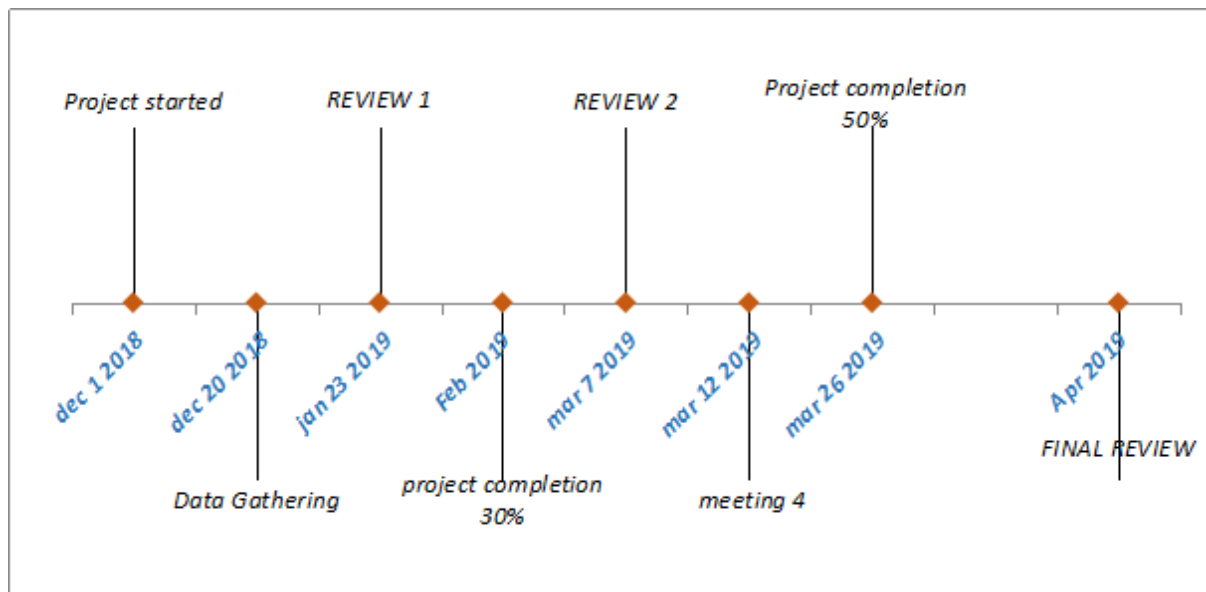 Project started
REVIEW 1
REVIEW 2
Project completion
50%
dec 1 2018
dec 20 2018
jan 23 2019
Feb 2019
mar 7 2019
mar 12 2019
mar 26 2019
Apr 2019
Data Gathering
project completion
30%
meeting 4
FINAL REVIEW